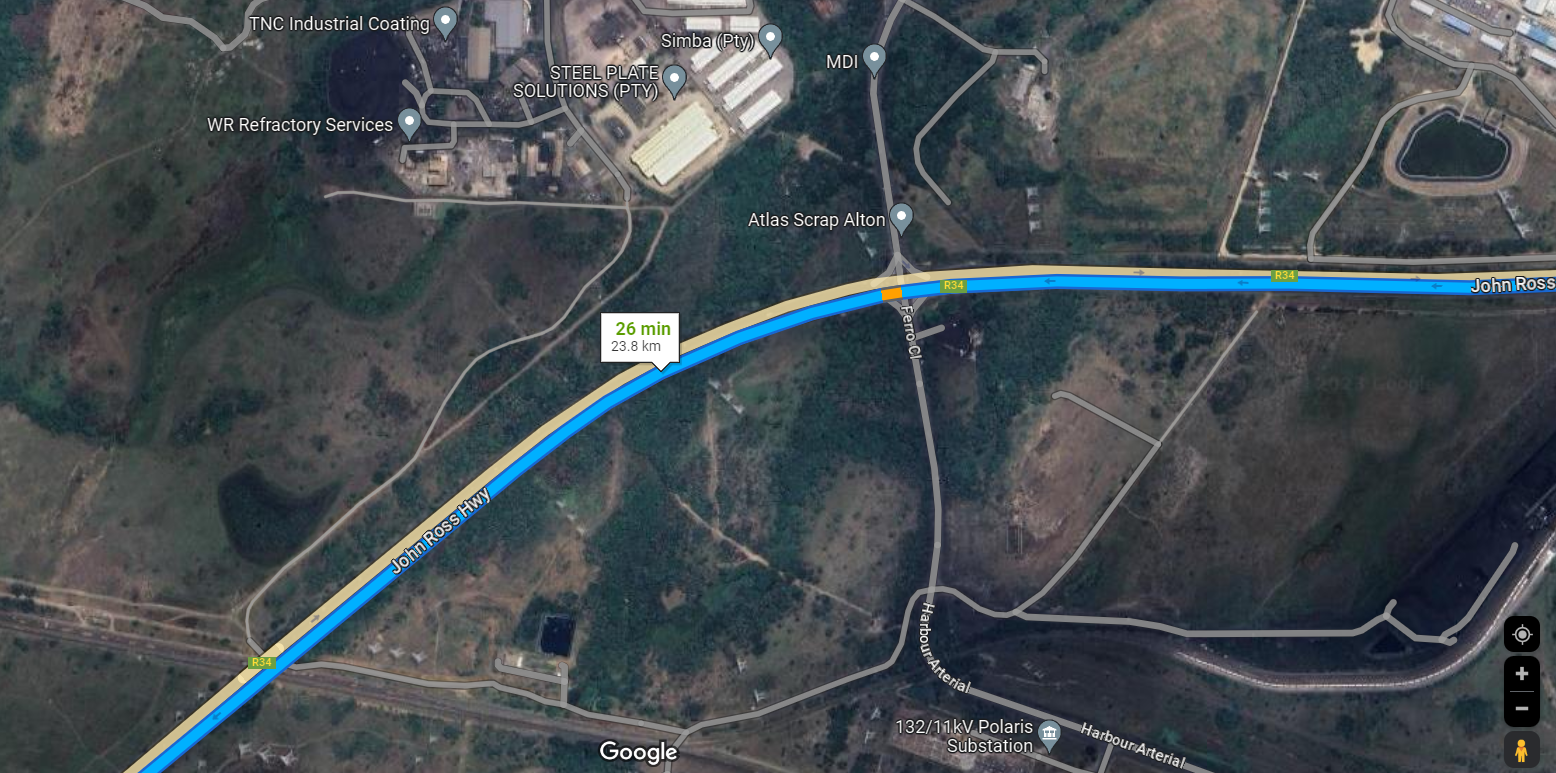 TNC Industrial Coating
Simba (Pty)
MDI
STEEL PLATE
SOLUTIONS (PTY)
WR Refractory Services
Atlas Scrap Alton
R34
R34
John Ross
Ferro Cl
26 min
23.8 km
John Ross Hwy
R34
Harbour Arterial
132/11kV Polaris
Substation
Harbour Arterial
Google